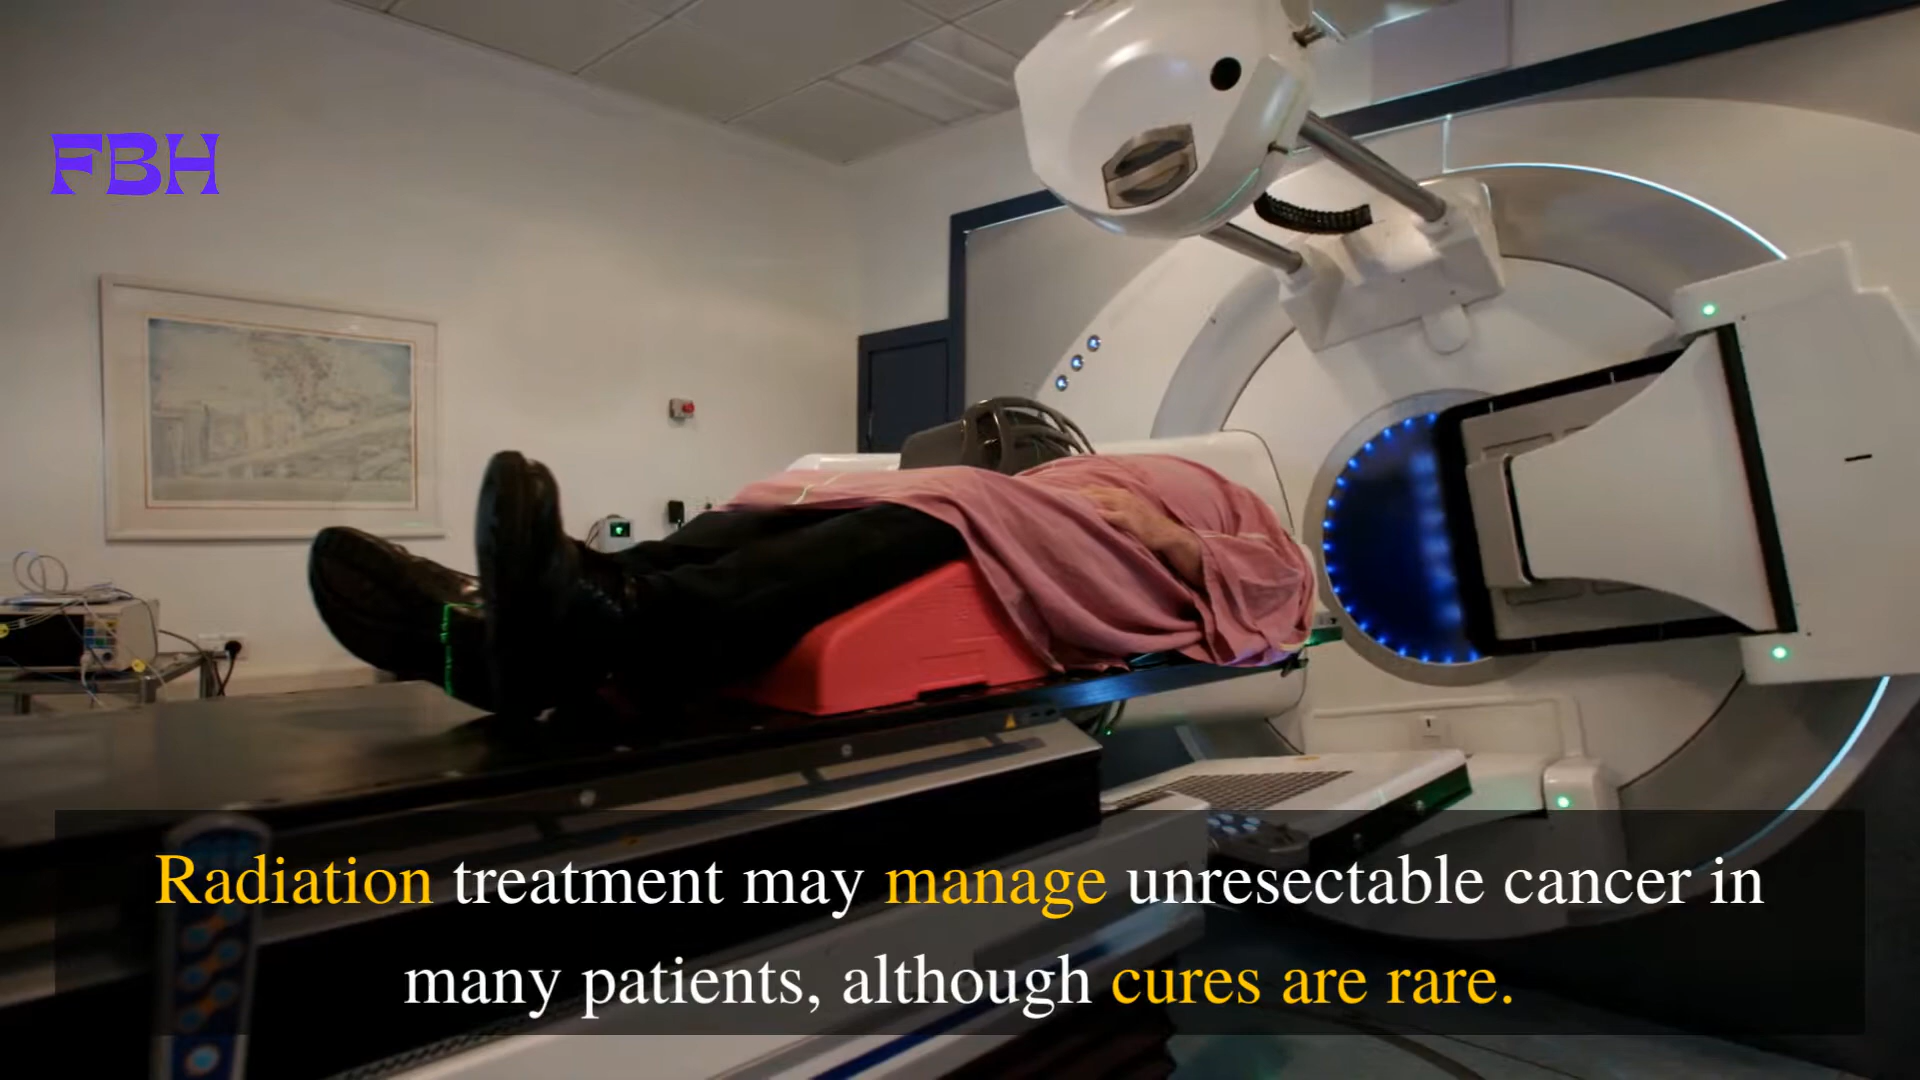 FBH
Radiation treatment may manage unresectable cancer in
many patients, although cures are rare.